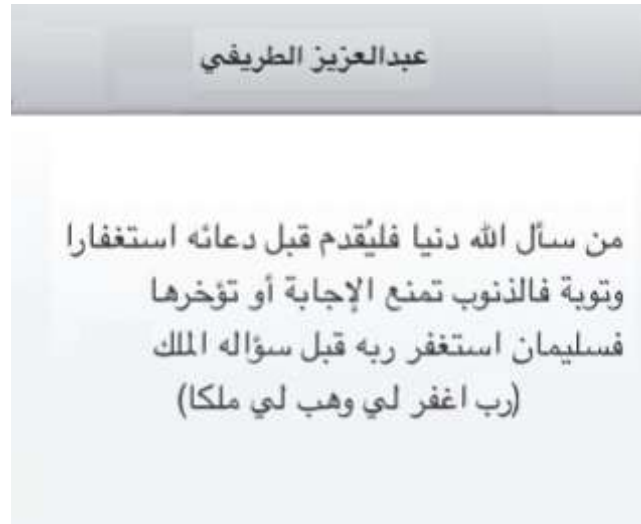 عبدالعزيز الطريفي
من سأل الله دنيا فليُقدم قبل دعائه استغفارا
وتوبة فالذنوب تمنع الإجابة أو تؤخرها
فسليمان استغفر ربه قبل سؤاله الملك
(رب اغفر لي وهب لي ملكا)